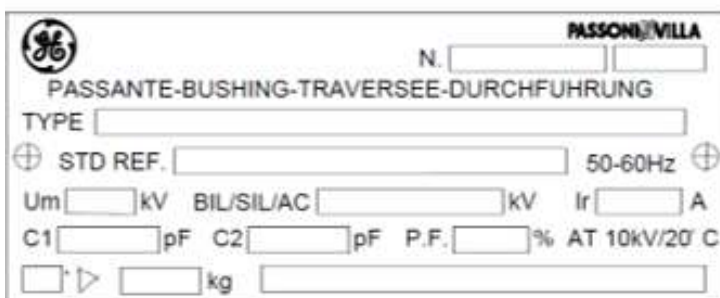 GE PASSONI VILLA
N.
PASSANTE-BUSHING-TRAVERSEE-DURCHFUHRUNG
TYPE
STD REF. 50-60Hz
Um kV BIL/SIL/AC kV Ir A
C1 pF C2 pF P.F. % AT 10kV/20° C
° kg